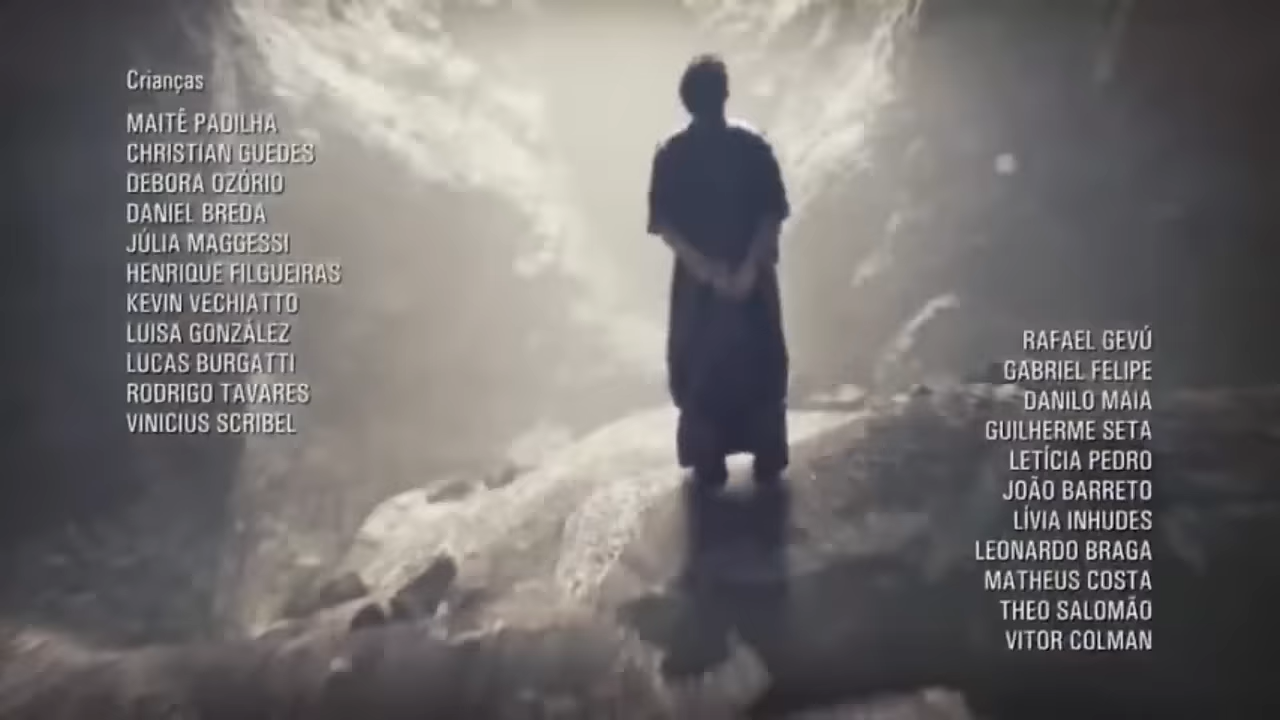 Crianças
MAITÊ PADILHA
CHRISTIAN GUEDES
DEBORA OZÓRIO
DANIEL BREDA
JÚLIA MAGGESSI
HENRIQUE FILGUEIRAS
KEVIN VECHIATTO
LUISA GONZÁLEZ
LUCAS BURGATTI
RODRIGO TAVARES
VINICIUS SCRIBEL
RAFAEL GEVÚ
GABRIEL FELIPE
DANILO MAIA
GUILHERME SETA
LETÍCIA PEDRO
JOÃO BARRETO
LÍVIA INHUDES
LEONARDO BRAGA
MATHEUS COSTA
THEO SALOMÃO
VITOR COLMAN